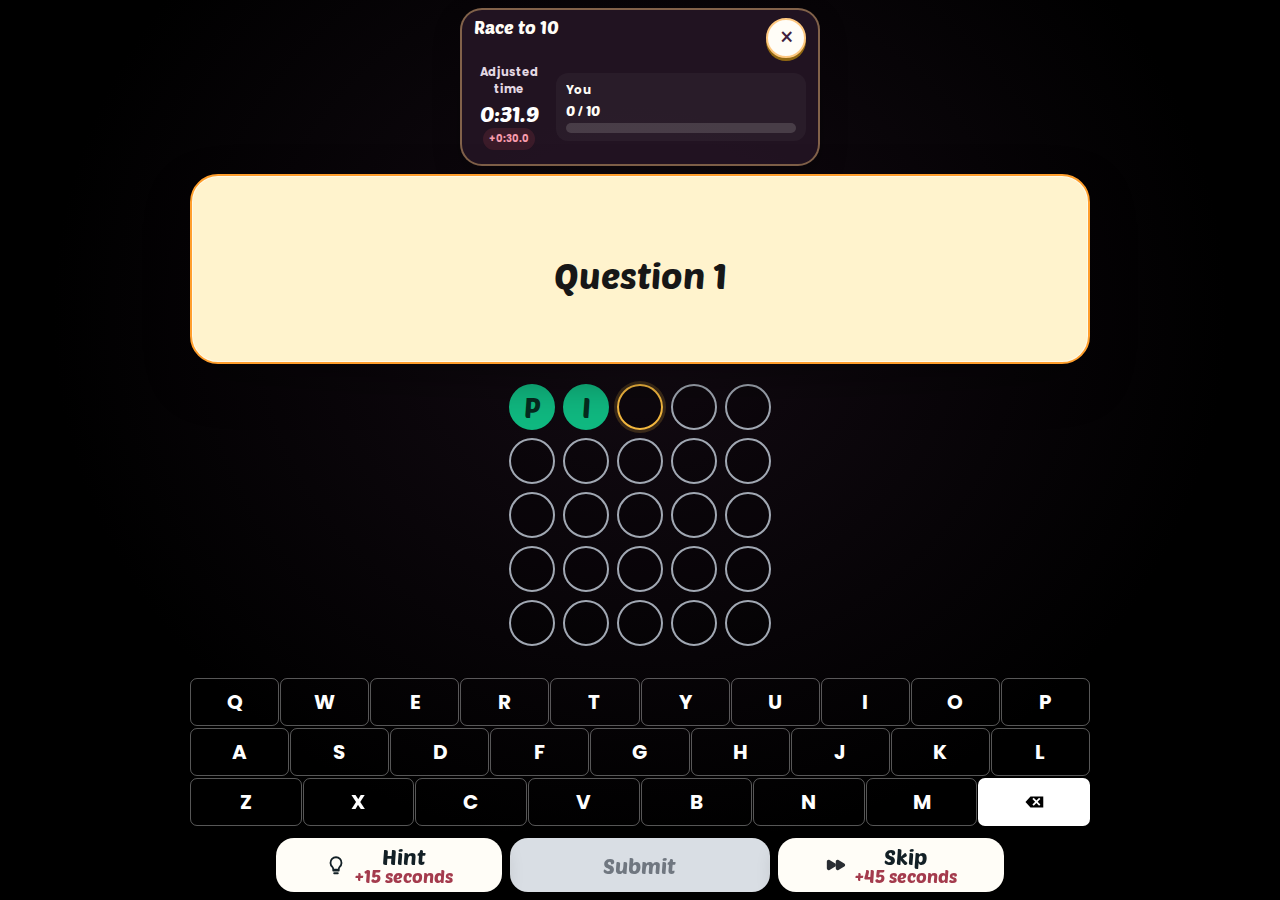 Race to 10
×
Adjusted
time
0:31.9
+0:30.0
You
0 / 10
Question 1
P I
Q W E R T Y U I O P
A S D F G H J K L
Z X C V B N M
Hint
+15 seconds
Submit
Skip
+45 seconds